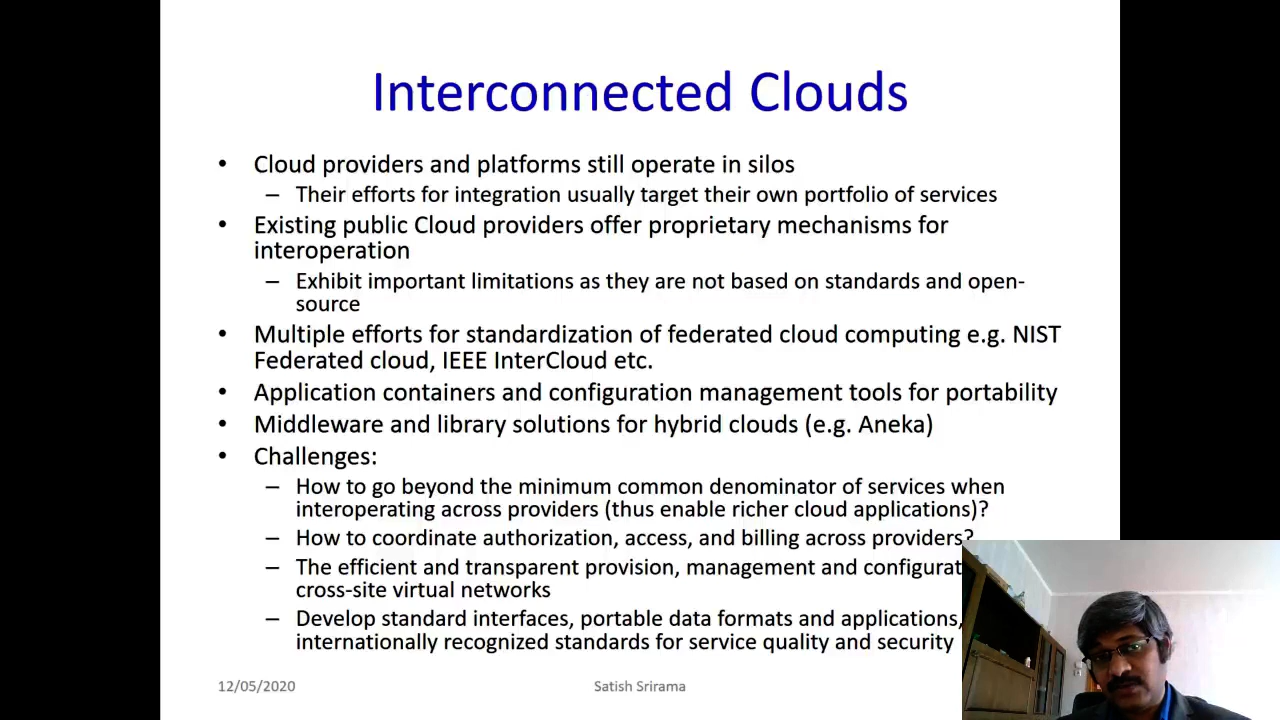 Interconnected Clouds
• Cloud providers and platforms still operate in silos
– Their efforts for integration usually target their own portfolio of services
• Existing public Cloud providers offer proprietary mechanisms for
interoperation
– Exhibit important limitations as they are not based on standards and open-
source
• Multiple efforts for standardization of federated cloud computing e.g. NIST
Federated cloud, IEEE InterCloud etc.
• Application containers and configuration management tools for portability
• Middleware and library solutions for hybrid clouds (e.g. Aneka)
• Challenges:
– How to go beyond the minimum common denominator of services when
interoperating across providers (thus enable richer cloud applications)?
– How to coordinate authorization, access, and billing across providers?
– The efficient and transparent provision, management and
cross-site virtual networks
– Develop standard interfaces, portable data formats and applications,
internationally recognized standards for service quality and security
12/05/2020
Satish Srirama